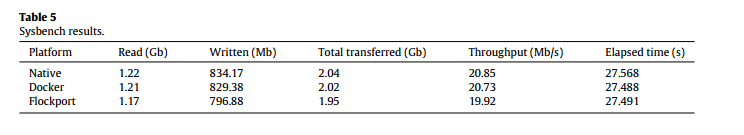 Table 5
Sysbench results.
Platform Read (Gb) Written (Mb) Total transferred (Gb) Throughput (Mb/s) Elapsed time (s)
Native 1.22 834.17 2.04 20.85 27.568
Docker 1.21 829.38 2.02 20.73 27.488
Flockport 1.17 796.88 1.95 19.92 27.491